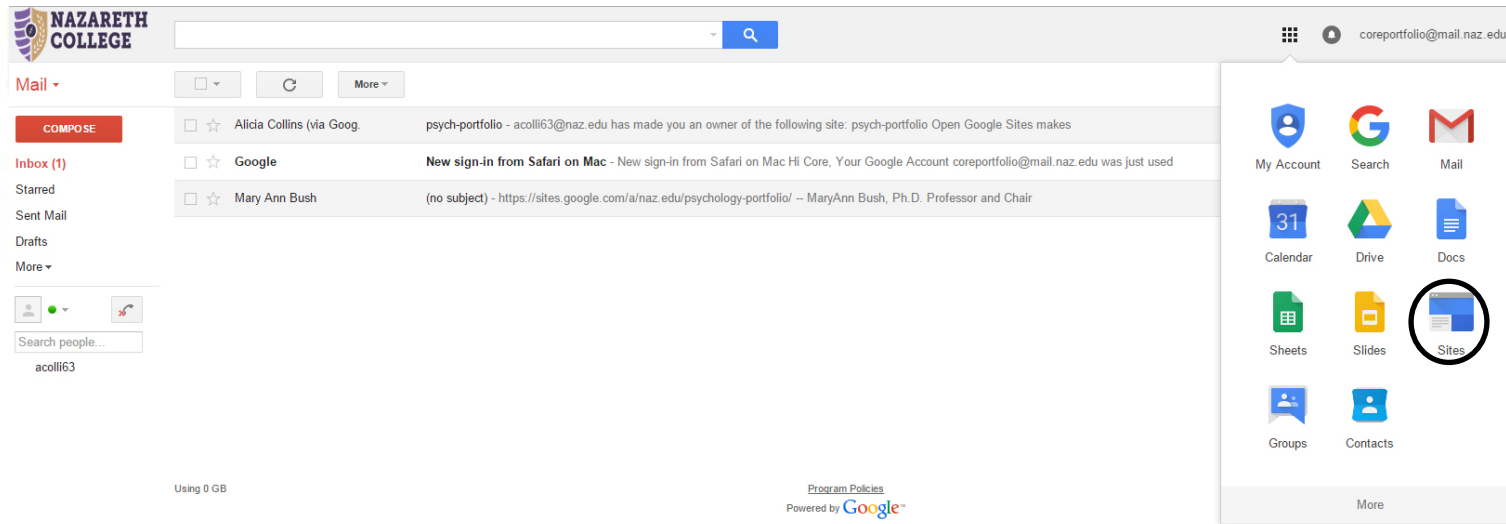 NAZARETH
COLLEGE
coreportfolio@mail.naz.edu
Mail
More
COMPOSE
Inbox (1)
Starred
Sent Mail
Drafts
More
Search people...
acolli63
Alicia Collins (via Goog. psych-portfolio - acolli63@naz.edu has made you an owner of the following site: psych-portfolio Open Google Sites makes
Google New sign-in from Safari on Mac - New sign-in from Safari on Mac Hi Core, Your Google Account coreportfolio@mail.naz.edu was just used
Mary Ann Bush (no subject) - https://sites.google.com/a/naz.edu/psychology-portfolio/ -- MaryAnn Bush, Ph.D. Professor and Chair
Using 0 GB
Program Policies
Powered by Google™
My Account Search Mail
31
Calendar Drive Docs
Sheets Slides Sites
Groups Contacts
More